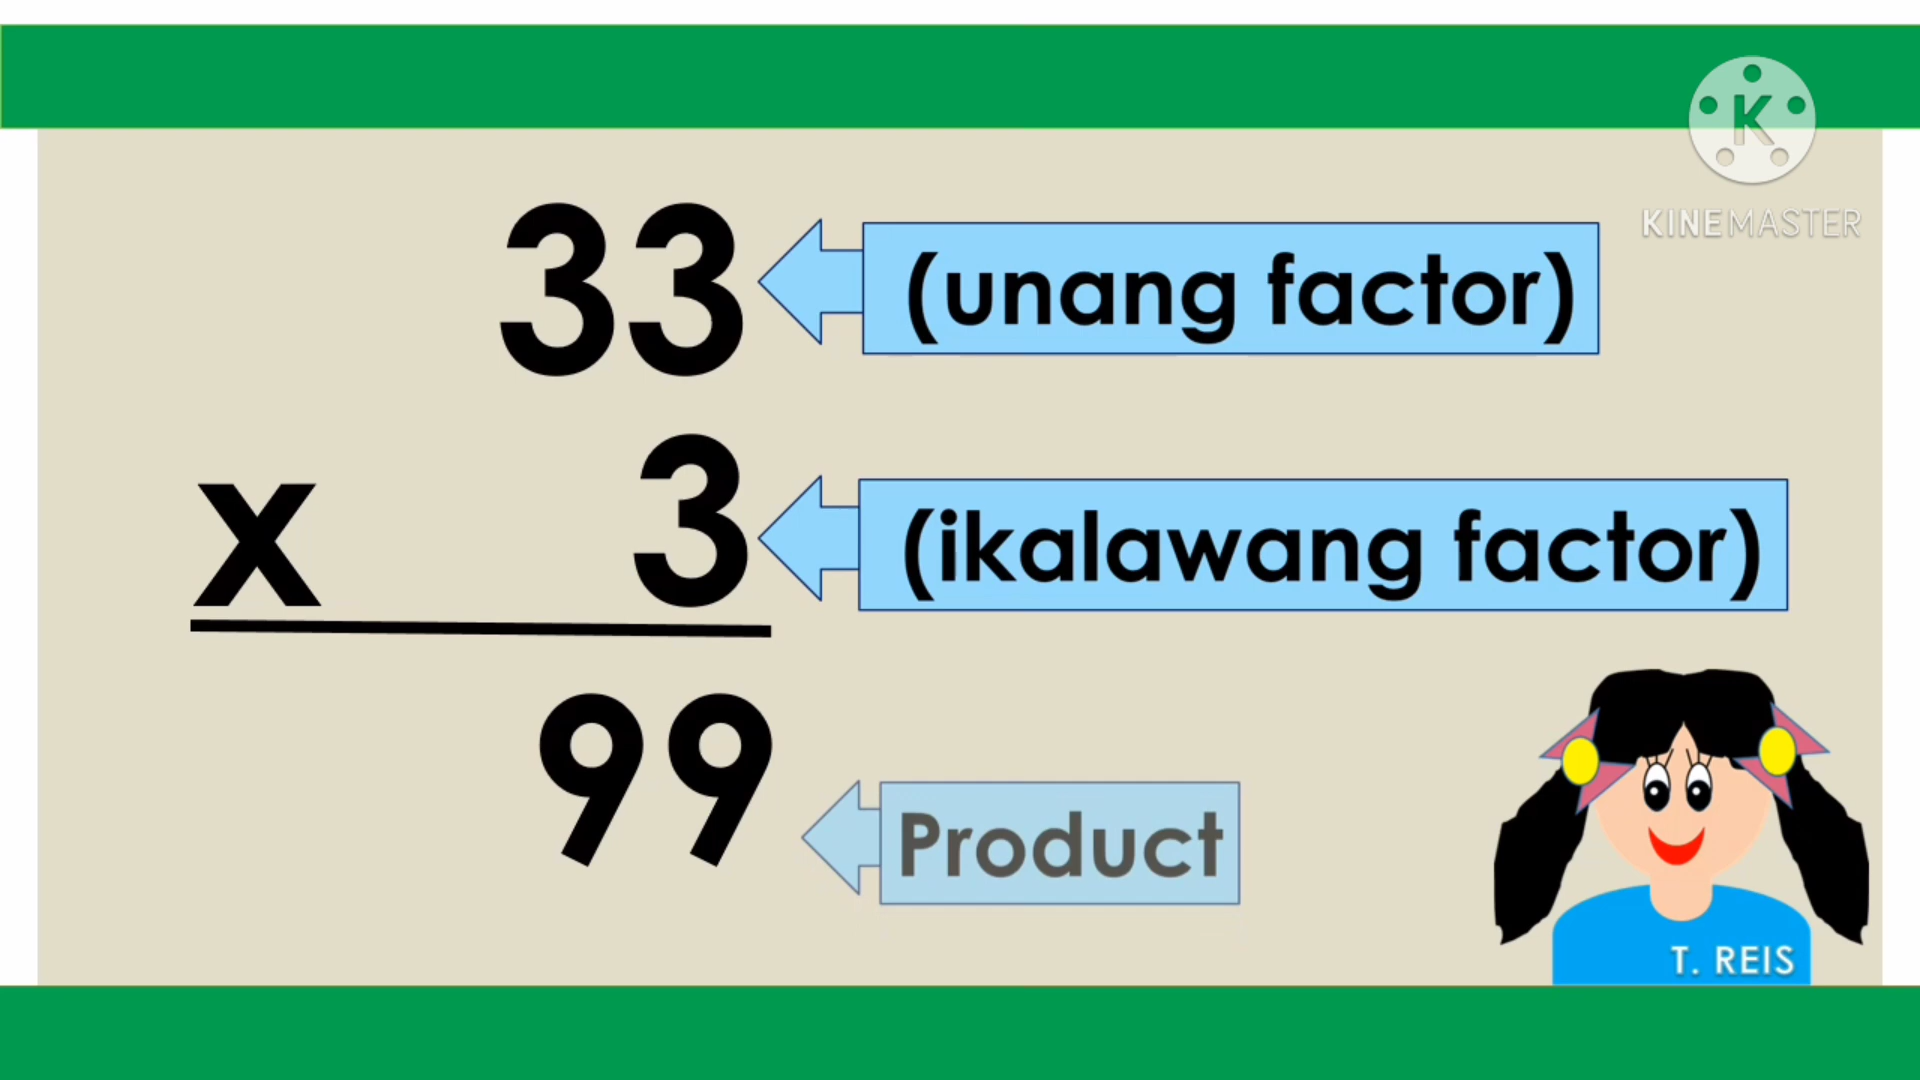 K
KINEMASTER
33 (unang factor)
x 3 (ikalawang factor)
99 Product
T. REIS